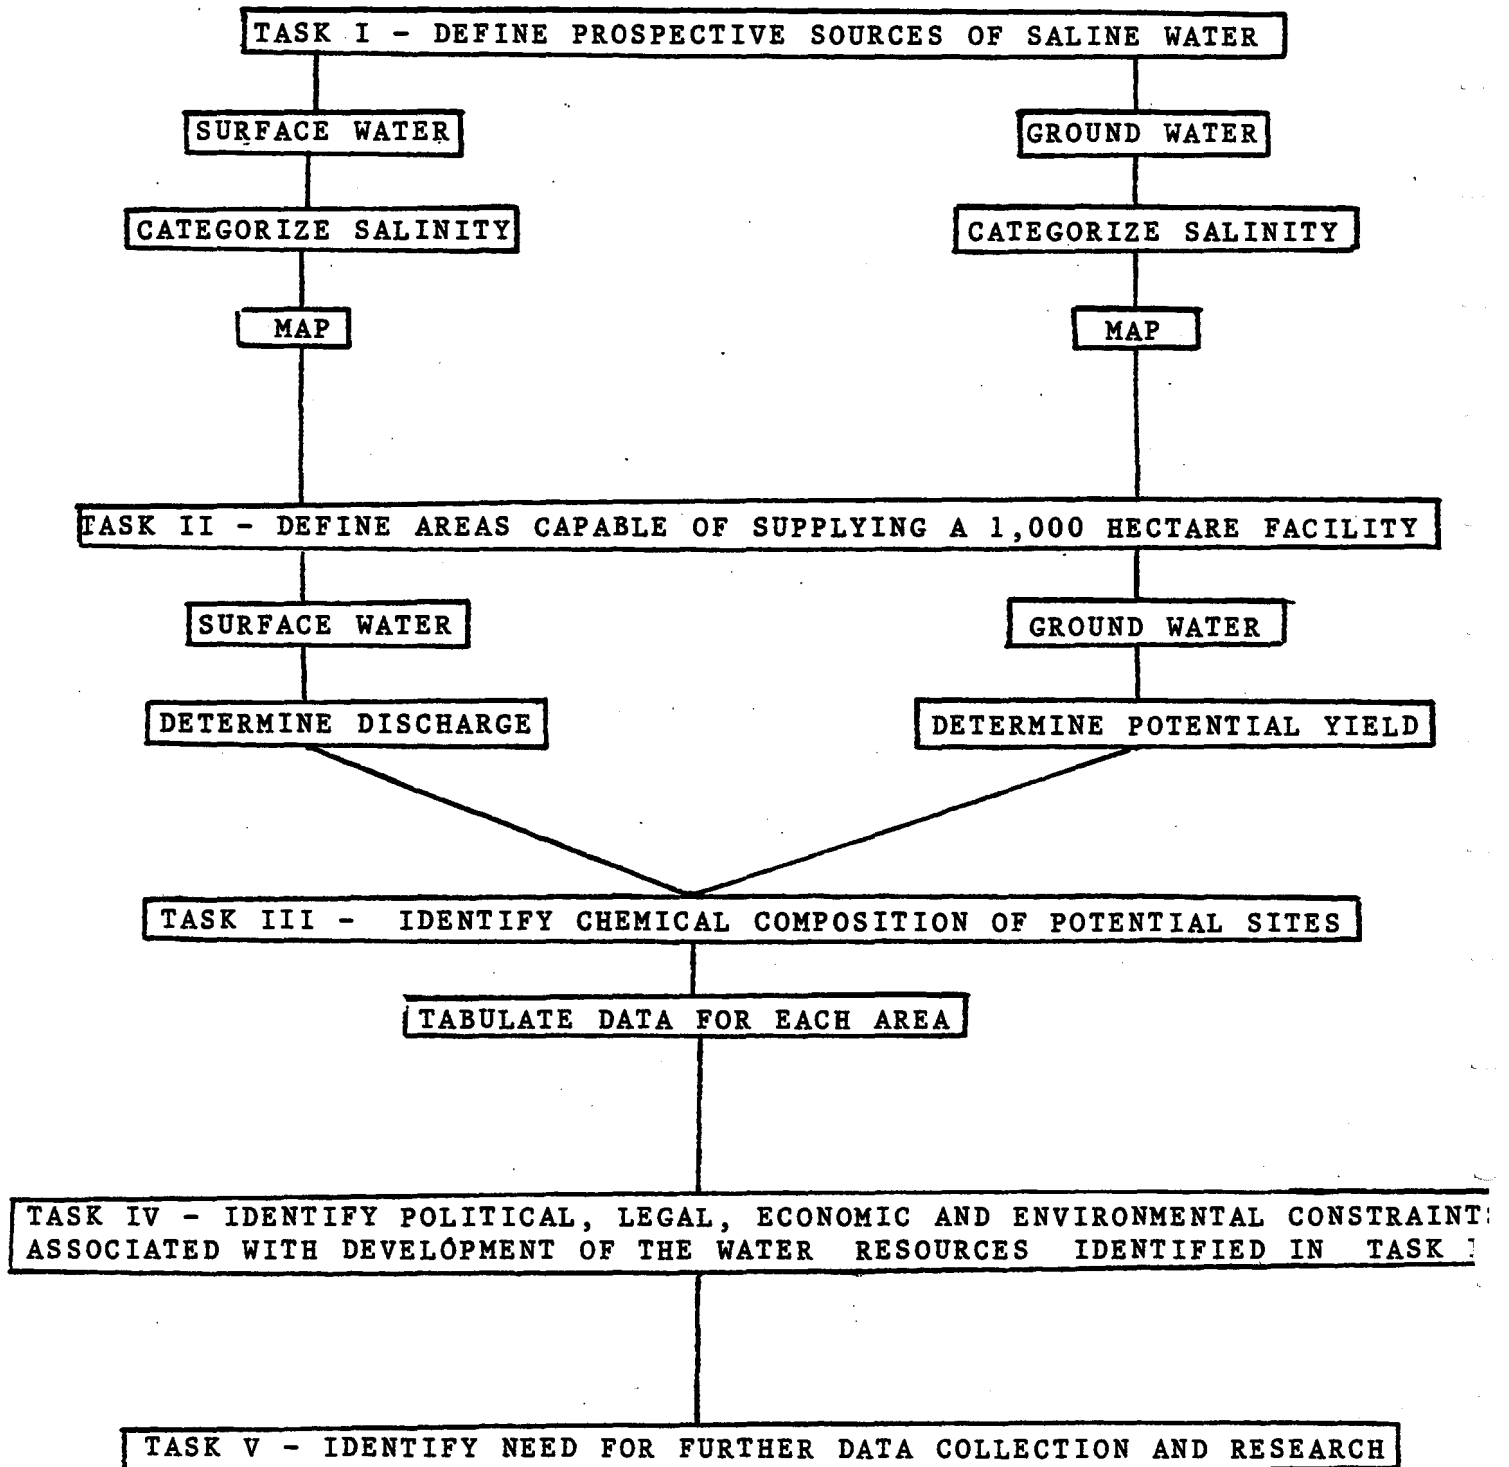 TASK I - DEFINE PROSPECTIVE SOURCES OF SALINE WATER
SURFACE WATER
GROUND WATER
CATEGORIZE SALINITY
CATEGORIZE SALINITY
MAP
MAP
TASK II - DEFINE AREAS CAPABLE OF SUPPLYING A 1,000 HECTARE FACILITY
SURFACE WATER
GROUND WATER
DETERMINE DISCHARGE
DETERMINE POTENTIAL YIELD
TASK III - IDENTIFY CHEMICAL COMPOSITION OF POTENTIAL SITES
TABULATE DATA FOR EACH AREA
TASK IV - IDENTIFY POLITICAL, LEGAL, ECONOMIC AND ENVIRONMENTAL
ASSOCIATED WITH DEVELOPMENT OF THE WATER RESOURCES IDENTIFIED IN TASK
TASK V - IDENTIFY NEED FOR FURTHER DATA COLLECTION AND RESEARCH